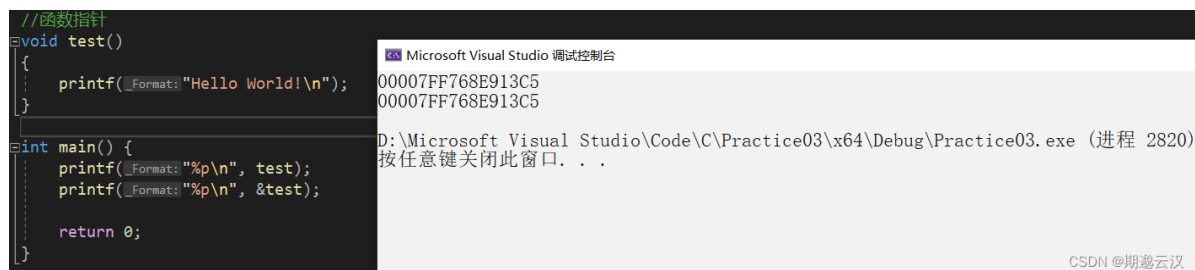 //函数指针
void test()
{
printf(_Format:"Hello World!\n");
}
int main() {
printf(_Format:"%p\n", test);
printf(_Format:"%p\n", &test);
return 0;
}
Microsoft Visual Studio 调试控制台
00007FF768E913C5
00007FF768E913C5
D:\Microsoft Visual Studio\Code\C\Practice03\x64\Debug\Practice03.exe (进程 2820)
按任意键关闭此窗口. . .
CSDN @期邈云汉